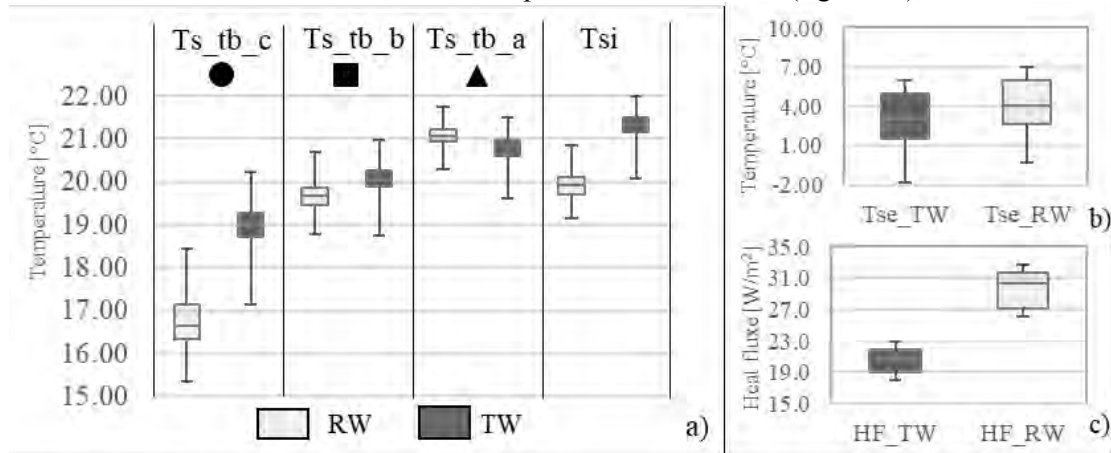 Ts_tb_c Ts_tb_b Ts_tb_a Tsi
Temperature [°C]
22.00
21.00
20.00
19.00
18.00
17.00
16.00
15.00
RW TW
a)
Temperature [°C]
10.00
7.00
4.00
1.00
-2.00
Tse_TW Tse_RW
b)
Heal fluxe [W/m²]
35.0
31.0
27.0
23.0
19.0
15.0
HF_TW HF_RW
c)